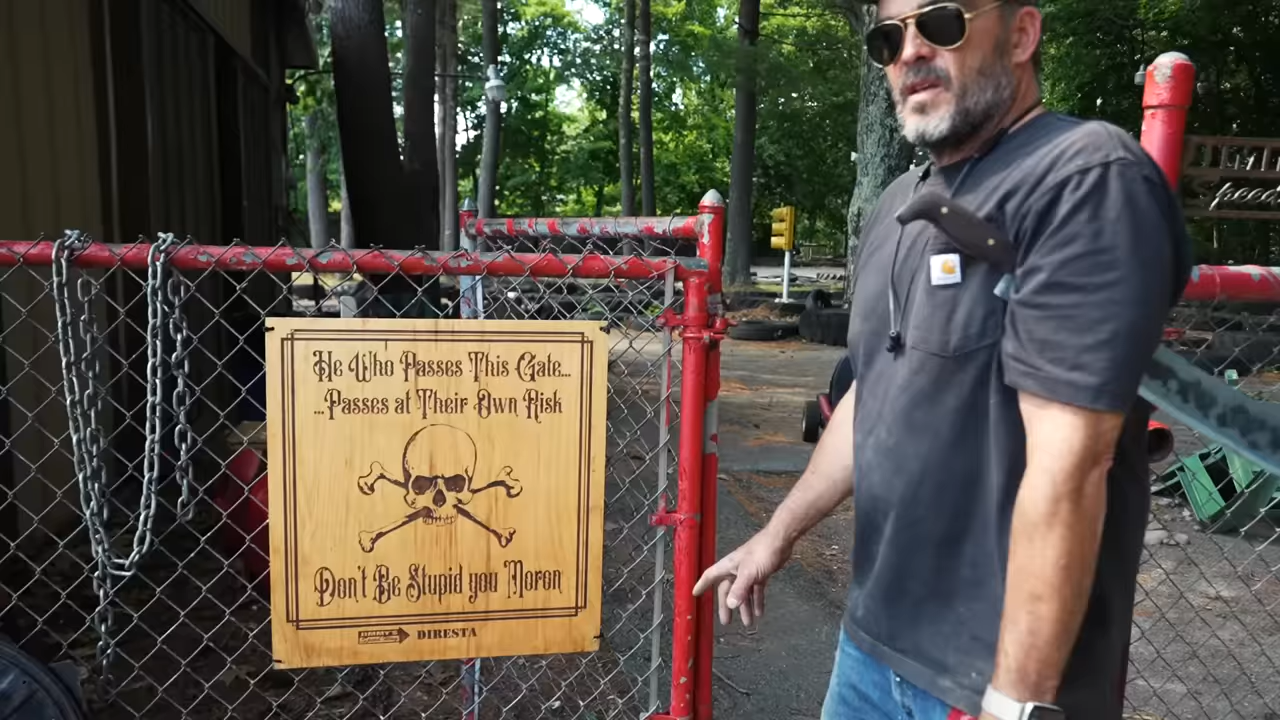 He Who Passes This Gate...
...Passes at Their Own Risk
Don't Be Stupid you Moron
DIRESTA